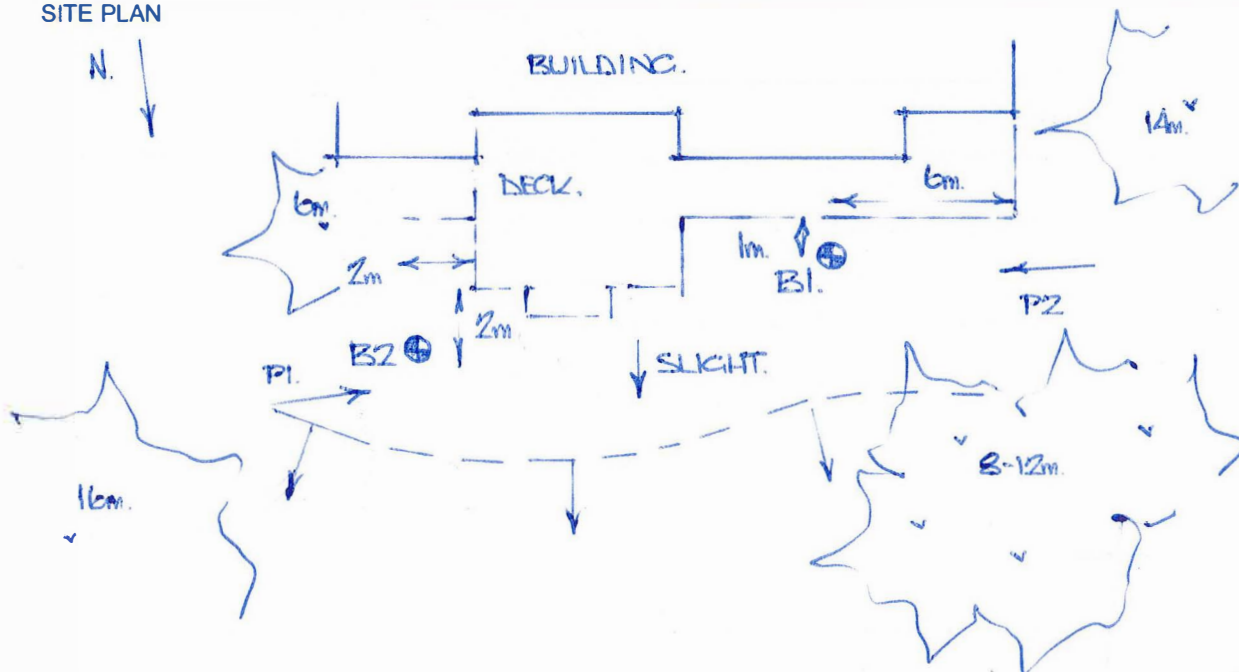 SITE PLAN
N.
BUILDING.
14m.
6m.
DECK.
6m.
2m
1m.
B1.
P2
2m
B2
SLIGHT.
P1.
8-12m.
16m.